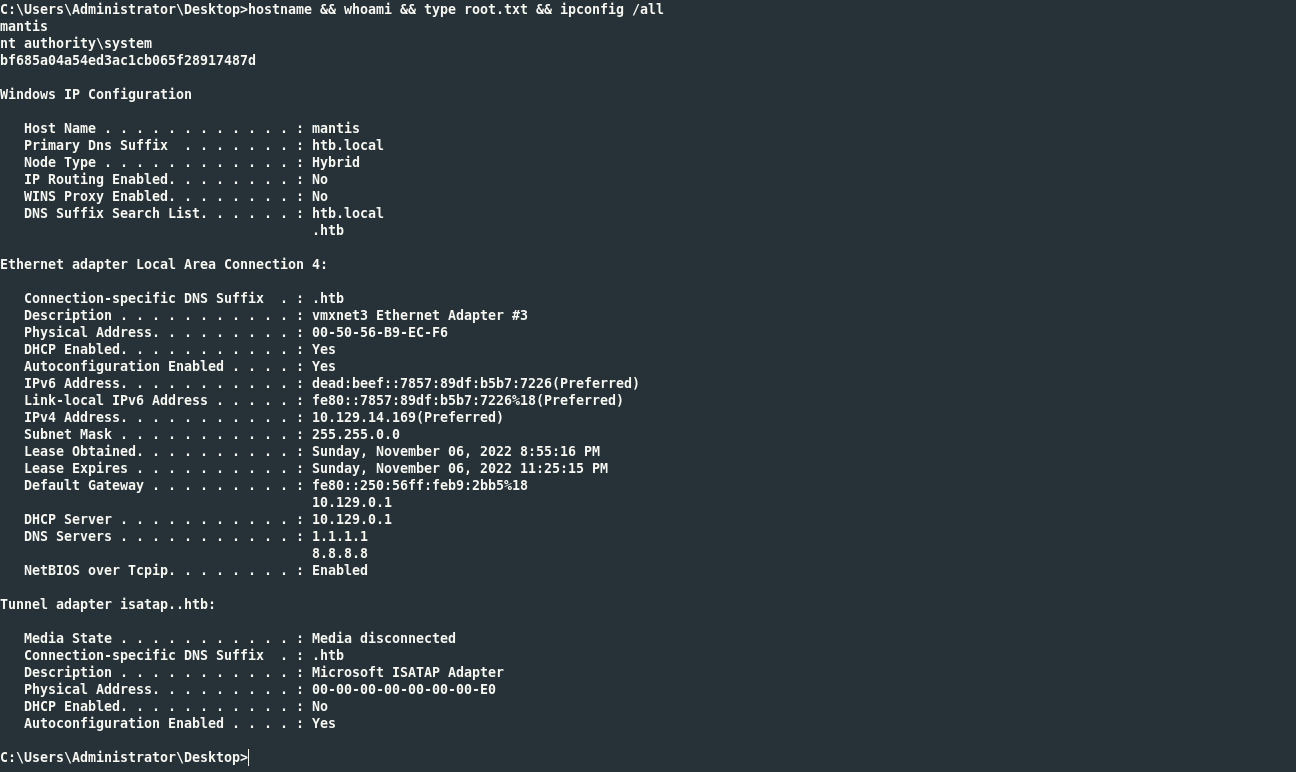 C:\Users\Administrator\Desktop>hostname && whoami && type root.txt && ipconfig /all
mantis
nt authority\system
bf685a04a54ed3ac1cb065f28917487d
Windows IP Configuration
Host Name . . . . . . . . . . . . : mantis
Primary Dns Suffix  . . . . . . . : htb.local
Node Type . . . . . . . . . . . . : Hybrid
IP Routing Enabled. . . . . . . . : No
WINS Proxy Enabled. . . . . . . . : No
DNS Suffix Search List. . . . . . : htb.local
.htb
Ethernet adapter Local Area Connection 4:
Connection-specific DNS Suffix  . : .htb
Description . . . . . . . . . . . : vmxnet3 Ethernet Adapter #3
Physical Address. . . . . . . . . : 00-50-56-B9-EC-F6
DHCP Enabled. . . . . . . . . . . : Yes
Autoconfiguration Enabled . . . . : Yes
IPv6 Address. . . . . . . . . . . : dead:beef::7857:89df:b5b7:7226(Preferred)
Link-local IPv6 Address . . . . . : fe80::7857:89df:b5b7:7226%18(Preferred)
IPv4 Address. . . . . . . . . . . : 10.129.14.169(Preferred)
Subnet Mask . . . . . . . . . . . : 255.255.0.0
Lease Obtained. . . . . . . . . . : Sunday, November 06, 2022 8:55:16 PM
Lease Expires . . . . . . . . . . : Sunday, November 06, 2022 11:25:15 PM
Default Gateway . . . . . . . . . : fe80::250:56ff:feb9:2bb5%18
10.129.0.1
DHCP Server . . . . . . . . . . . : 10.129.0.1
DNS Servers . . . . . . . . . . . : 1.1.1.1
8.8.8.8
NetBIOS over Tcpip. . . . . . . . : Enabled
Tunnel adapter isatap..htb:
Media State . . . . . . . . . . . : Media disconnected
Connection-specific DNS Suffix  . : .htb
Description . . . . . . . . . . . : Microsoft ISATAP Adapter
Physical Address. . . . . . . . . : 00-00-00-00-00-00-00-E0
DHCP Enabled. . . . . . . . . . . : No
Autoconfiguration Enabled . . . . : Yes
C:\Users\Administrator\Desktop>